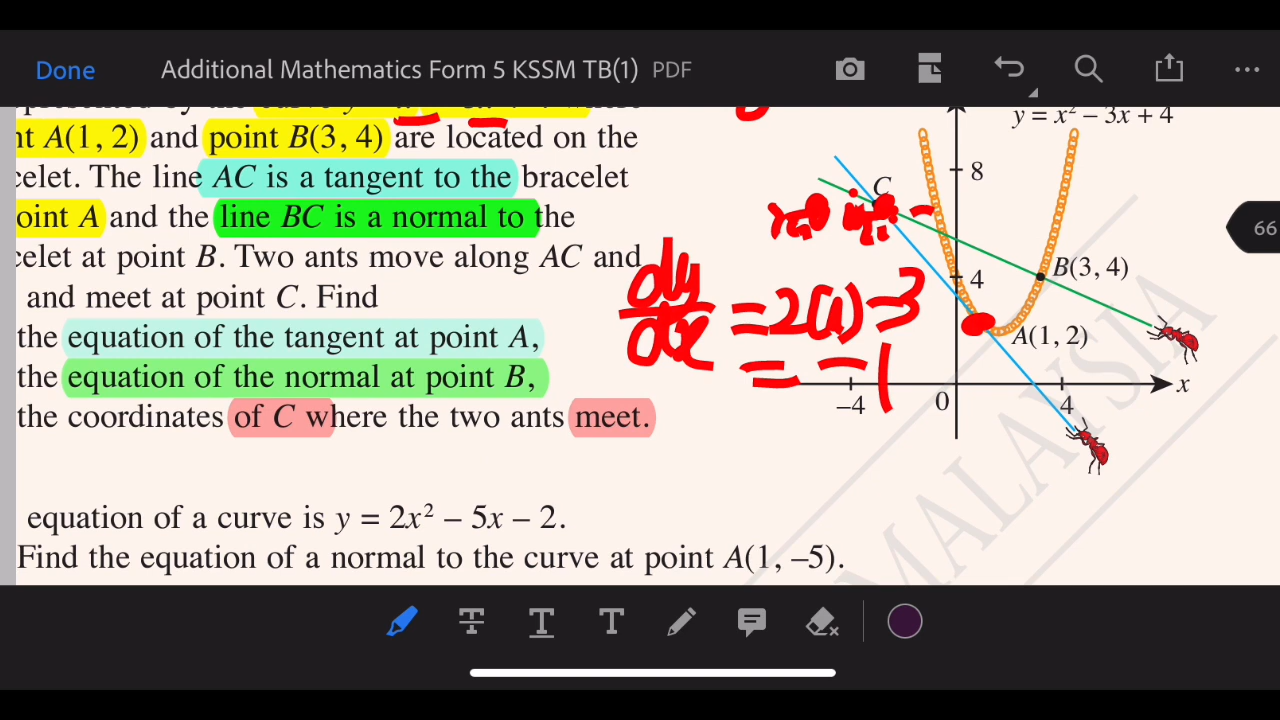 Done Additional Mathematics Form 5 KSSM TB(1) PDF
y = x² – 3x + 4
nt A(1, 2) and point B(3, 4) are located on the
celet. The line AC is a tangent to the bracelet
oint A and the line BC is a normal to the
celet at point B. Two ants move along AC and
and meet at point C. Find
the equation of the tangent at point A,
the equation of the normal at point B,
the coordinates of C where the two ants meet.
C
8
66
4
B(3, 4)
dy/dx = 2(1) – 3
= –1
A(1, 2)
–4 0 4 x
equation of a curve is y = 2x² – 5x – 2.
Find the equation of a normal to the curve at point A(1, –5).
MALAYSIA
T T